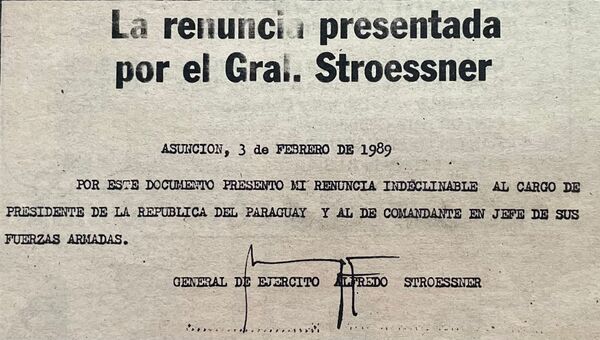 La renuncia presentada
por el Gral. Stroessner
ASUNCION, 3 de FEBRERO DE 1989
POR ESTE DOCUMENTO PRESENTO MI RENUNCIA INDECLINABLE AL CARGO DE
PRESIDENTE DE LA REPUBLICA DEL PARAGUAY Y AL DE COMANDANTE EN JEFE DE SUS
FUERZAS ARMADAS.
GENERAL DE EJERCITO ALFREDO STROESSNER